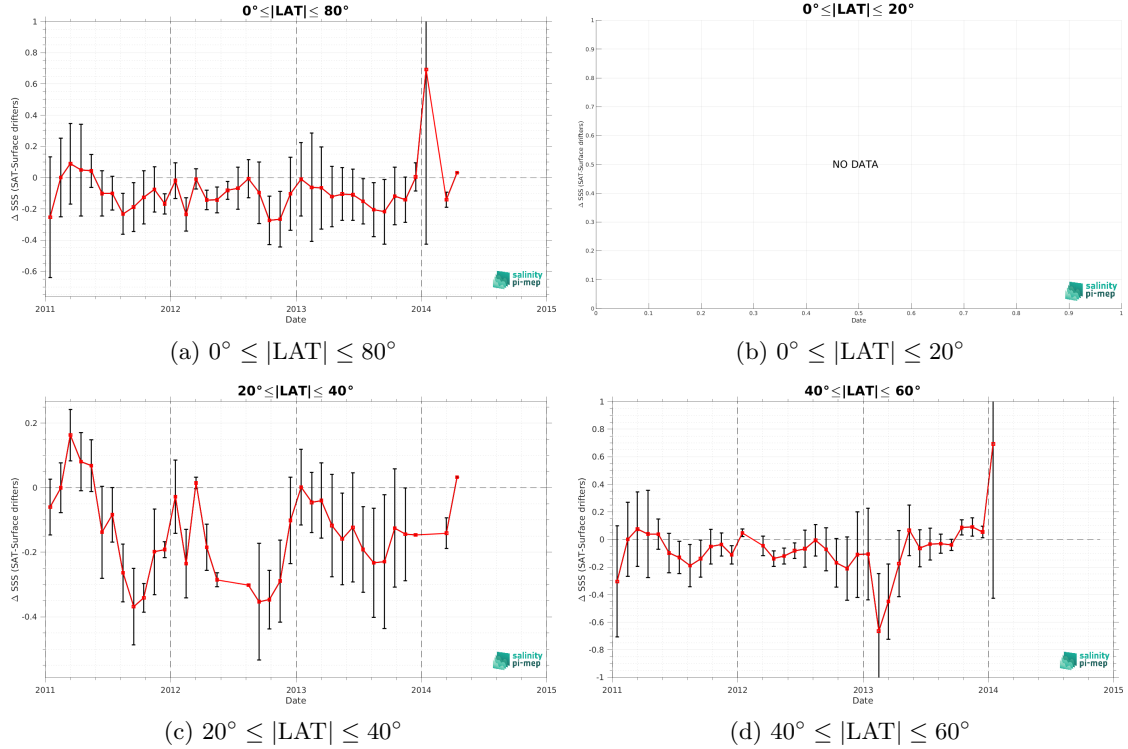 0°≤|LAT|≤ 80°
Δ SSS (SAT-Surface drifters)
1
0.8
0.6
0.4
0.2
0
-0.2
-0.4
-0.6
2011
2012
2013
2014
2015
Date
salinity
pi-mep
(a) 0° ≤ |LAT| ≤ 80°
0°≤|LAT|≤ 20°
Δ SSS (SAT-Surface drifters)
1
0.9
0.8
0.7
0.6
0.5
0.4
0.3
0.2
0.1
0
NO DATA
0
0.1
0.2
0.3
0.4
0.5
0.6
0.7
0.8
0.9
1
Date
salinity
pi-mep
(b) 0° ≤ |LAT| ≤ 20°
20°≤|LAT|≤ 40°
Δ SSS (SAT-Surface drifters)
0.2
0
-0.2
-0.4
2011
2012
2013
2014
2015
Date
salinity
pi-mep
(c) 20° ≤ |LAT| ≤ 40°
40°≤|LAT|≤ 60°
Δ SSS (SAT-Surface drifters)
1
0.8
0.6
0.4
0.2
0
-0.2
-0.4
-0.6
-0.8
-1
2011
2012
2013
2014
2015
Date
salinity
pi-mep
(d) 40° ≤ |LAT| ≤ 60°